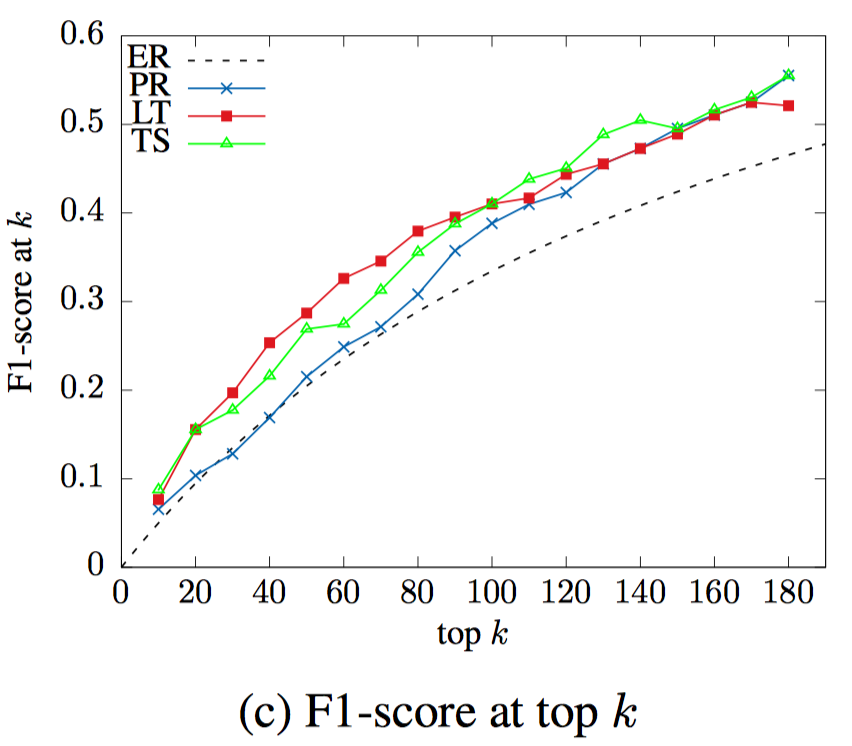 F1-score at k
0.6
0.5
0.4
0.3
0.2
0.1
0
ER
PR
LT
TS
0 20 40 60 80 100 120 140 160 180
top k
(c) F1-score at top k